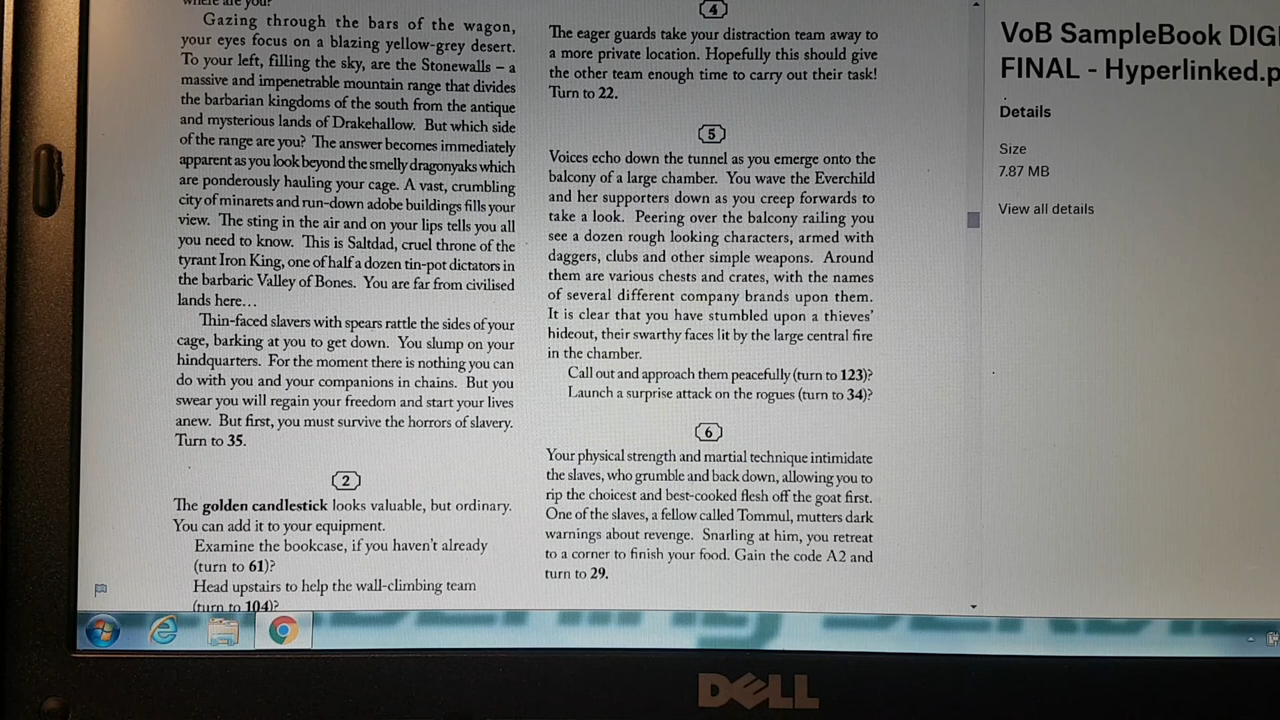 where are you?
Gazing through the bars of the wagon,
your eyes focus on a blazing yellow-grey desert.
To your left, filling the sky, are the Stonewalls – a
massive and impenetrable mountain range that divides
the barbarian kingdoms of the south from the antique
and mysterious lands of Drakehallow. But which side
of the range are you? The answer becomes immediately
apparent as you look beyond the smelly dragonyaks which
are ponderously hauling your cage. A vast, crumbling
city of minarets and run-down adobe buildings fills your
view. The sting in the air and on your lips tells you all
you need to know. This is Saltdad, cruel throne of the
tyrant Iron King, one of half a dozen tin-pot dictators in
the barbaric Valley of Bones. You are far from civilised
lands here...
Thin-faced slavers with spears rattle the sides of your
cage, barking at you to get down. You slump on your
hindquarters. For the moment there is nothing you can
do with you and your companions in chains. But you
swear you will regain your freedom and start your lives
anew. But first, you must survive the horrors of slavery.
Turn to 35.
2
The golden candlestick looks valuable, but ordinary.
You can add it to your equipment.
Examine the bookcase, if you haven't already
(turn to 61)?
Head upstairs to help the wall-climbing team
(turn to 104)?
4
The eager guards take your distraction team away to
a more private location. Hopefully this should give
the other team enough time to carry out their task!
Turn to 22.
5
Voices echo down the tunnel as you emerge onto the
balcony of a large chamber. You wave the Everchild
and her supporters down as you creep forwards to
take a look. Peering over the balcony railing you
see a dozen rough looking characters, armed with
daggers, clubs and other simple weapons. Around
them are various chests and crates, with the names
of several different company brands upon them.
It is clear that you have stumbled upon a thieves'
hideout, their swarthy faces lit by the large central fire
in the chamber.
Call out and approach them peacefully (turn to 123)?
Launch a surprise attack on the rogues (turn to 34)?
6
Your physical strength and martial technique intimidate
the slaves, who grumble and back down, allowing you to
rip the choicest and best-cooked flesh off the goat first.
One of the slaves, a fellow called Tommul, mutters dark
warnings about revenge. Snarling at him, you retreat
to a corner to finish your food. Gain the code A2 and
turn to 29.
VoB SampleBook DIG
FINAL - Hyperlinked.p
Details
Size
7.87 MB
View all details
DELL